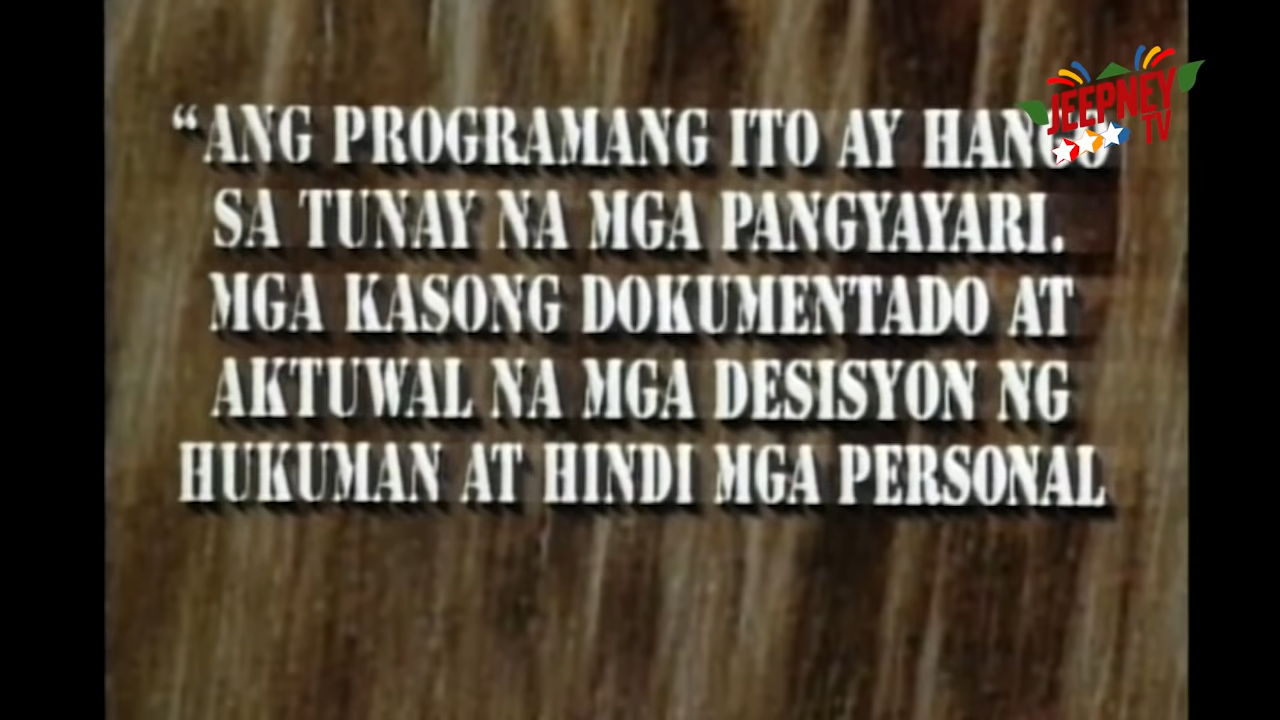 “ANG PROGRAMANG ITO AY HANGO
SA TUNAY NA MGA PANGYAYARI.
MGA KASONG DOKUMENTADO AT
AKTUWAL NA MGA DESISYON NG
HUKUMAN AT HINDI MGA PERSONAL
JEEPNEY
TV